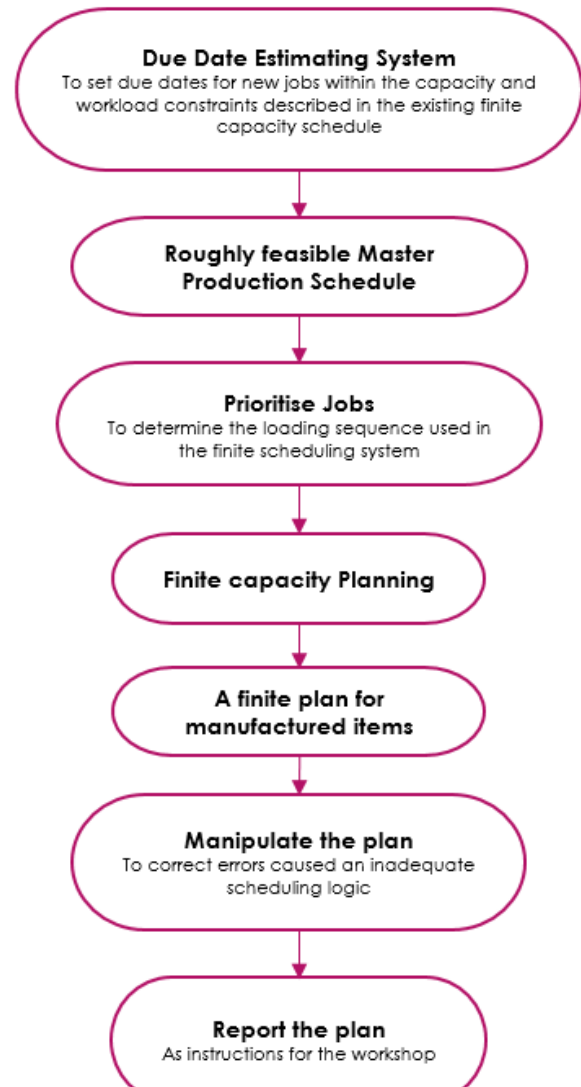 Due Date Estimating System
To set due dates for new jobs within the capacity and
workload constraints described in the existing finite
capacity schedule
Roughly feasible Master
Production Schedule
Prioritise Jobs
To determine the loading sequence used in
the finite scheduling system
Finite capacity Planning
A finite plan for
manufactured items
Manipulate the plan
To correct errors caused an inadequate
scheduling logic
Report the plan
As instructions for the workshop